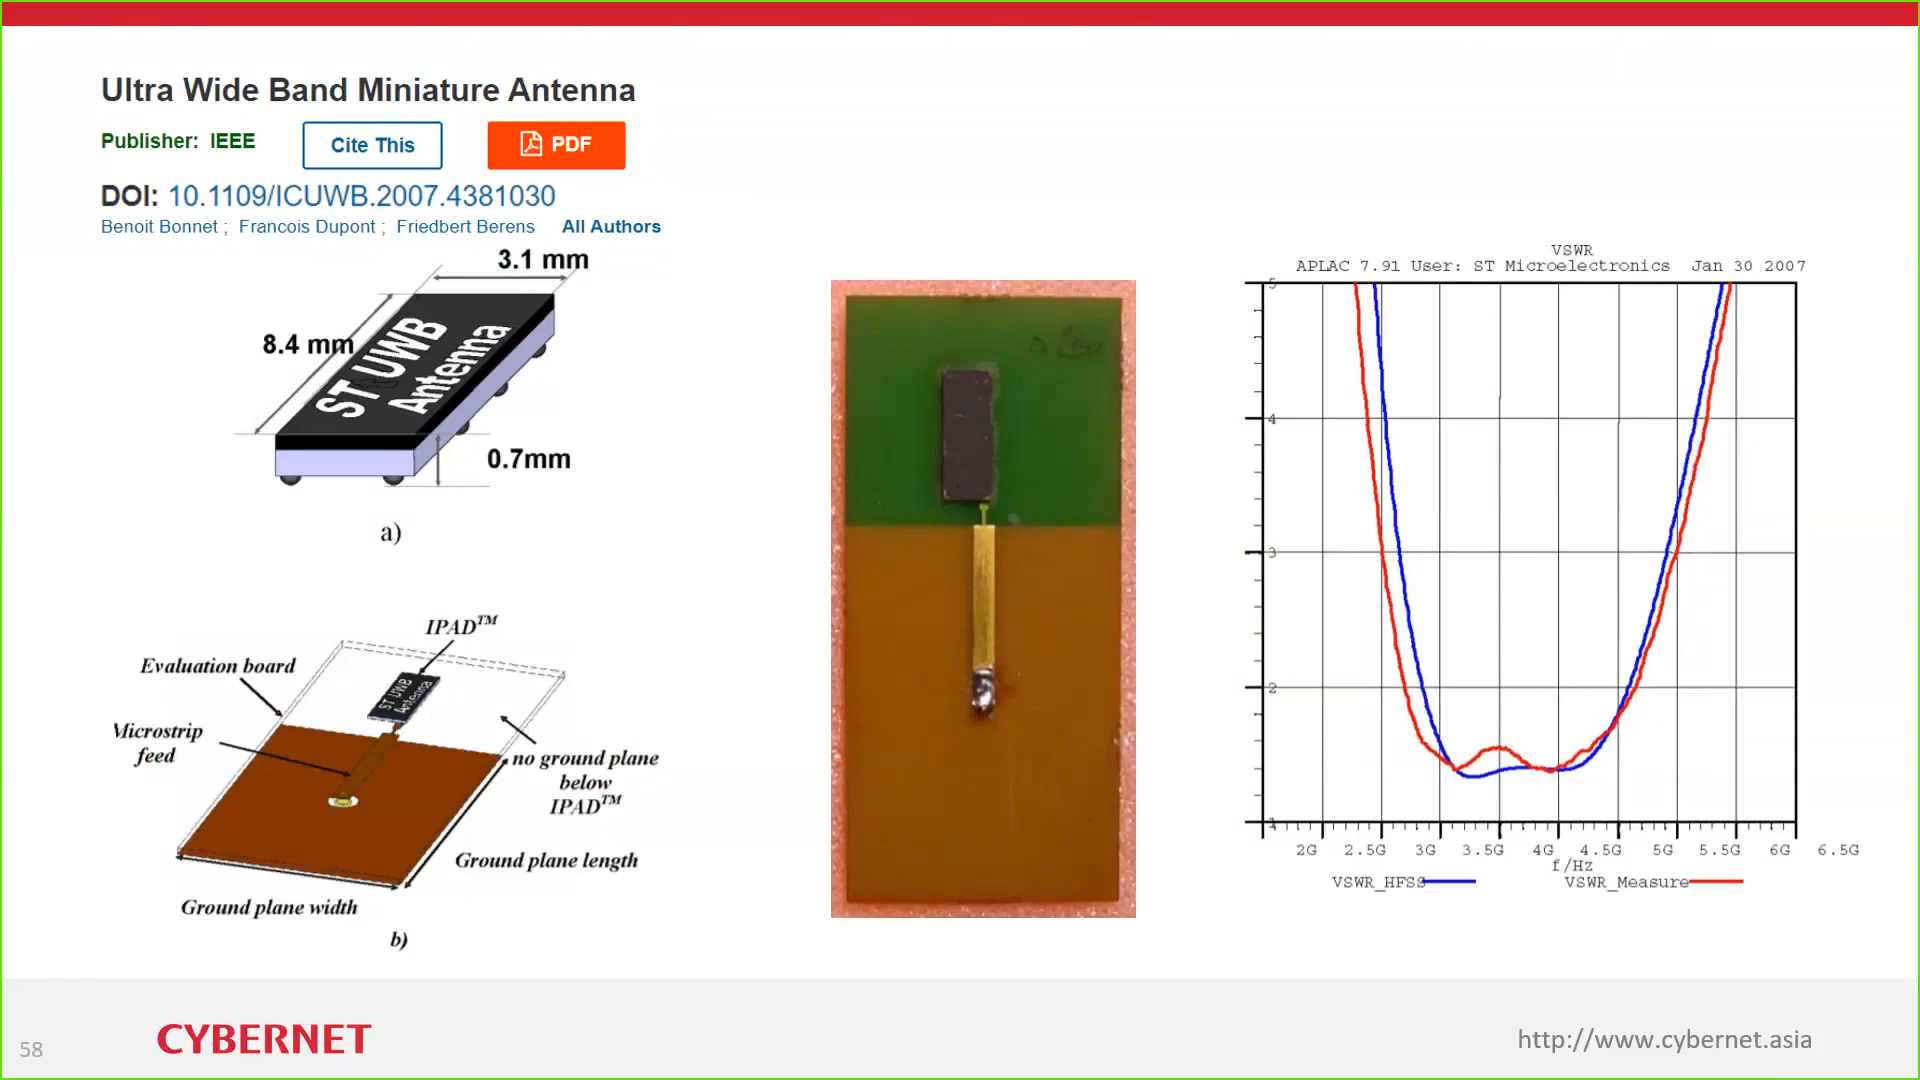 Ultra Wide Band Miniature Antenna
Publisher: IEEE
Cite This
PDF
DOI: 10.1109/ICUWB.2007.4381030
Benoit Bonnet ; Francois Dupont ; Friedbert Berens All Authors
3.1 mm
8.4 mm
ST UWB
Antenna
0.7mm
a)
IPAD™
Evaluation board
ST UWB
Antenna
Microstrip
feed
no ground plane
below
IPAD™
Ground plane length
Ground plane width
b)
VSWR
APLAC 7.91 User: ST Microelectronics Jan 30 2007
5
4
3
2
1
2G 2.5G 3G 3.5G 4G 4.5G 5G 5.5G 6G 6.5G
f/Hz
VSWR_HFSS VSWR_Measure
58
CYBERNET
http://www.cybernet.asia